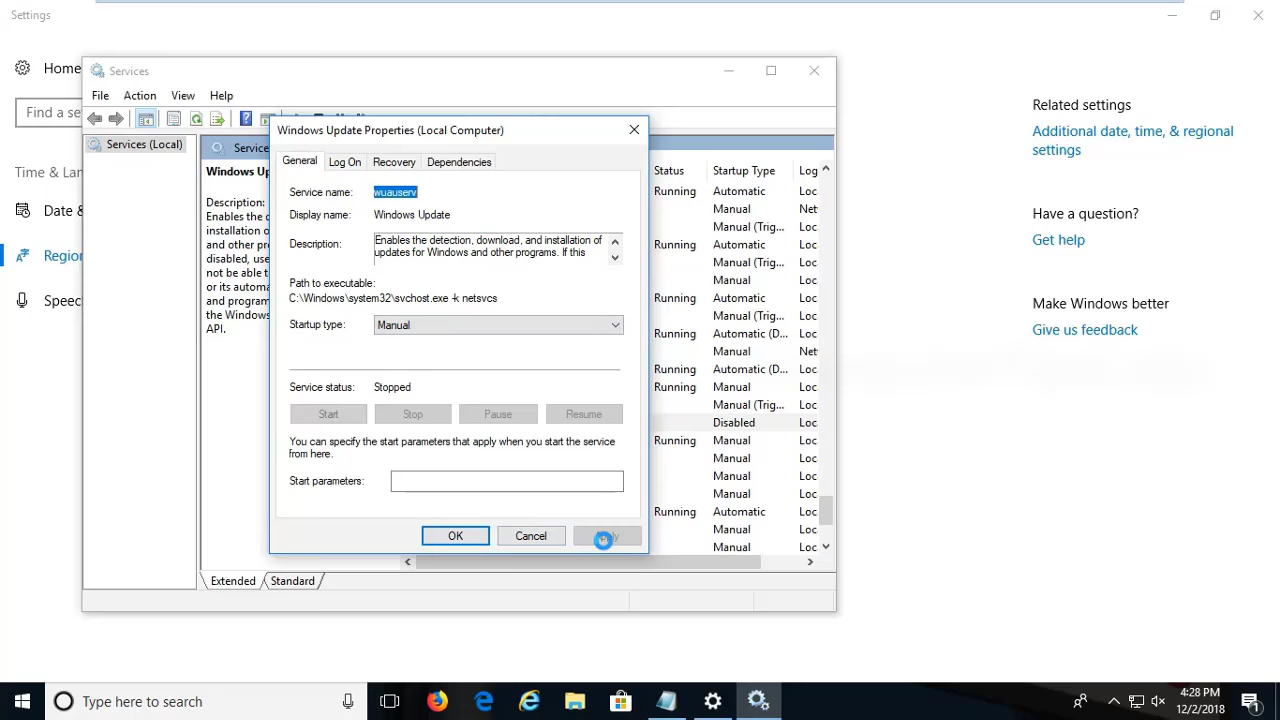 Settings
Home
Find a se
Time & Lan
Date &
Region
Speec
Services
File Action View Help
Services (Local)
Service
Windows Up
Description:
Enables the d
installation o
and other pr
disabled, use
not be able t
or its automa
and program
the Windows
API.
Windows Update Properties (Local Computer)
General Log On Recovery Dependencies
Service name: wuauserv
Display name: Windows Update
Description: Enables the detection, download, and installation of
updates for Windows and other programs. If this
Path to executable:
C:\Windows\system32\svchost.exe -k netsvcs
Startup type: Manual
Service status: Stopped
Start Stop Pause Resume
You can specify the start parameters that apply when you start the service
from here.
Start parameters:
OK Cancel
Status Startup Type Log
Running Automatic Loc
Manual Net
Manual (Trig... Loc
Running Automatic Loc
Manual (Trig... Loc
Manual Loc
Running Automatic Loc
Manual (Trig... Loc
Running Automatic (D... Loc
Manual Net
Running Automatic (D... Loc
Running Manual Loc
Manual (Trig... Loc
Disabled Loc
Running Manual Loc
Manual Loc
Manual Loc
Manual Loc
Running Automatic Loc
Manual Loc
Manual Loc
Extended Standard
Related settings
Additional date, time, & regional
settings
Have a question?
Get help
Make Windows better
Give us feedback
Type here to search
4:28 PM
12/2/2018
1